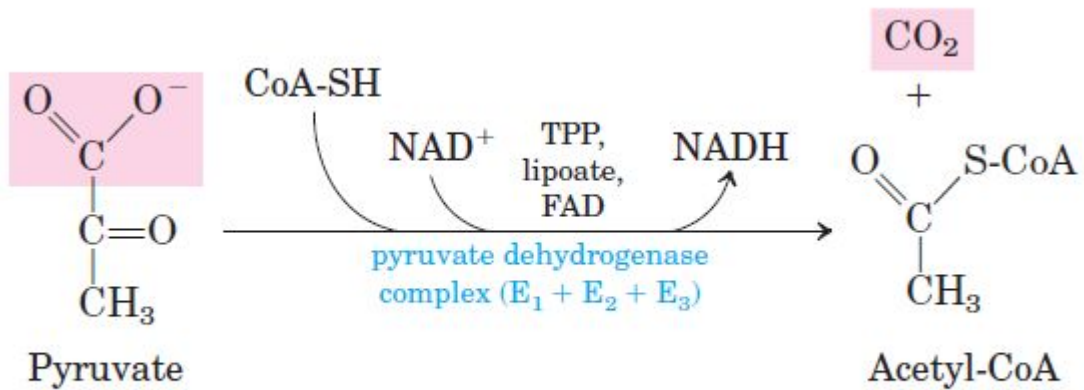 CO₂
+
O O⁻
C
C=O
CH₃
Pyruvate
CoA-SH
NAD⁺
TPP,
lipoate,
FAD
NADH
pyruvate dehydrogenase
complex (E₁ + E₂ + E₃)
O S-CoA
C
CH₃
Acetyl-CoA